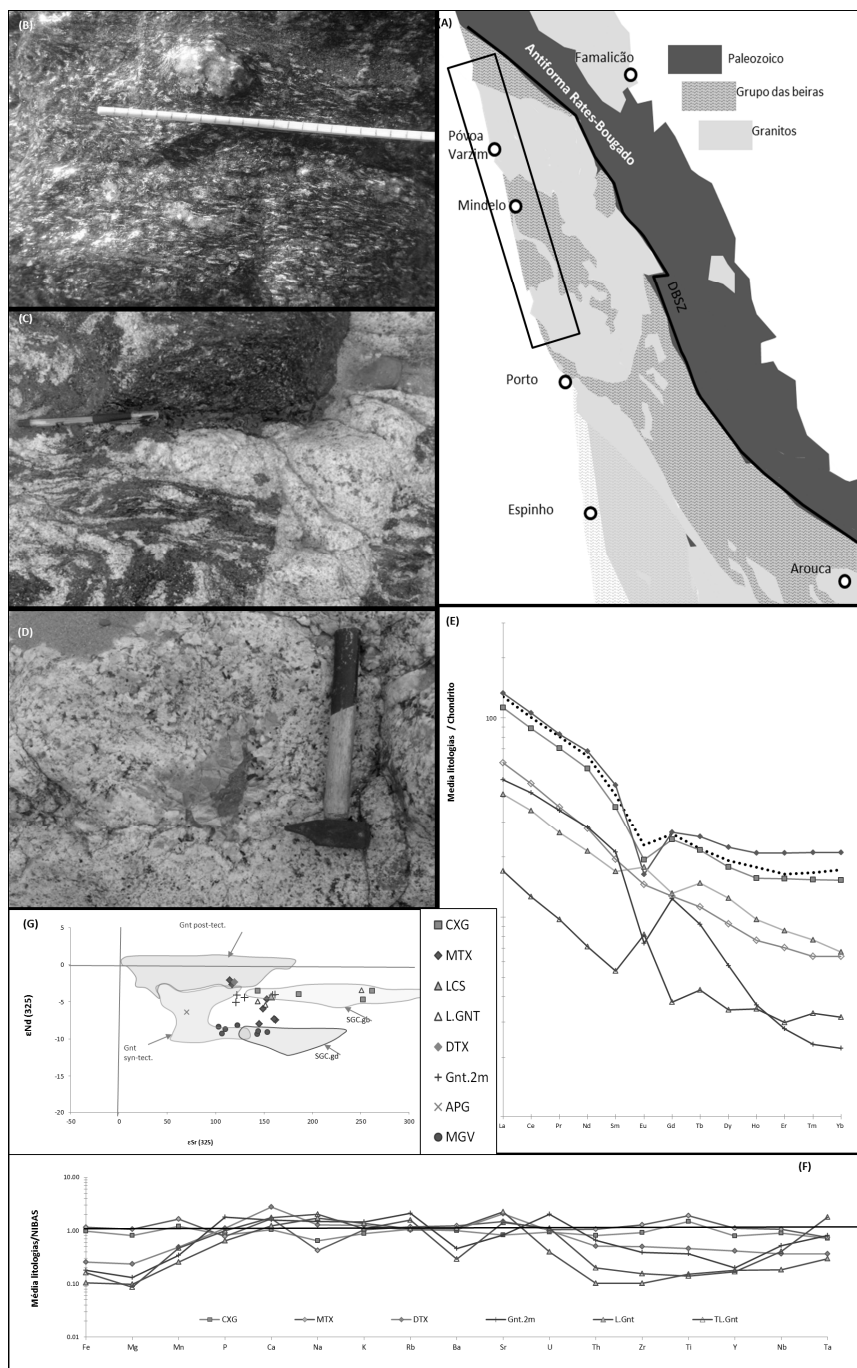 (B)
(A)
Famalicão
Antiforma Rates-Bougado
Paleozoico
Grupo das beiras
Granitos
Póvoa
Varzim
Mindelo
DBSZ
Porto
Espinho
Arouca
(C)
(D)
(E)
Media litologias / Chondrito
100
La Ce Pr Nd Sm Eu Gd Tb Dy Ho Er Tm Yb
(G)
Gnt post-tect.
5
0
-5
-10
-15
-20
εNd (325)
Gnt
syn-tect.
SGC.gb
SGC.gd
0 50 100 150 200 250 300
εSr (325)
CXG
MTX
LCS
L.GNT
DTX
Gnt.2m
APG
MGV
(F)
Média litologias/NIBAS
10.00
1.00
0.10
0.01
CXG MTX DTX Gnt.2m L.Gnt TL.Gnt
Fe Mg Mn P Ca Na K Rb Ba Sr U Th Zr Ti Y Nb Ta